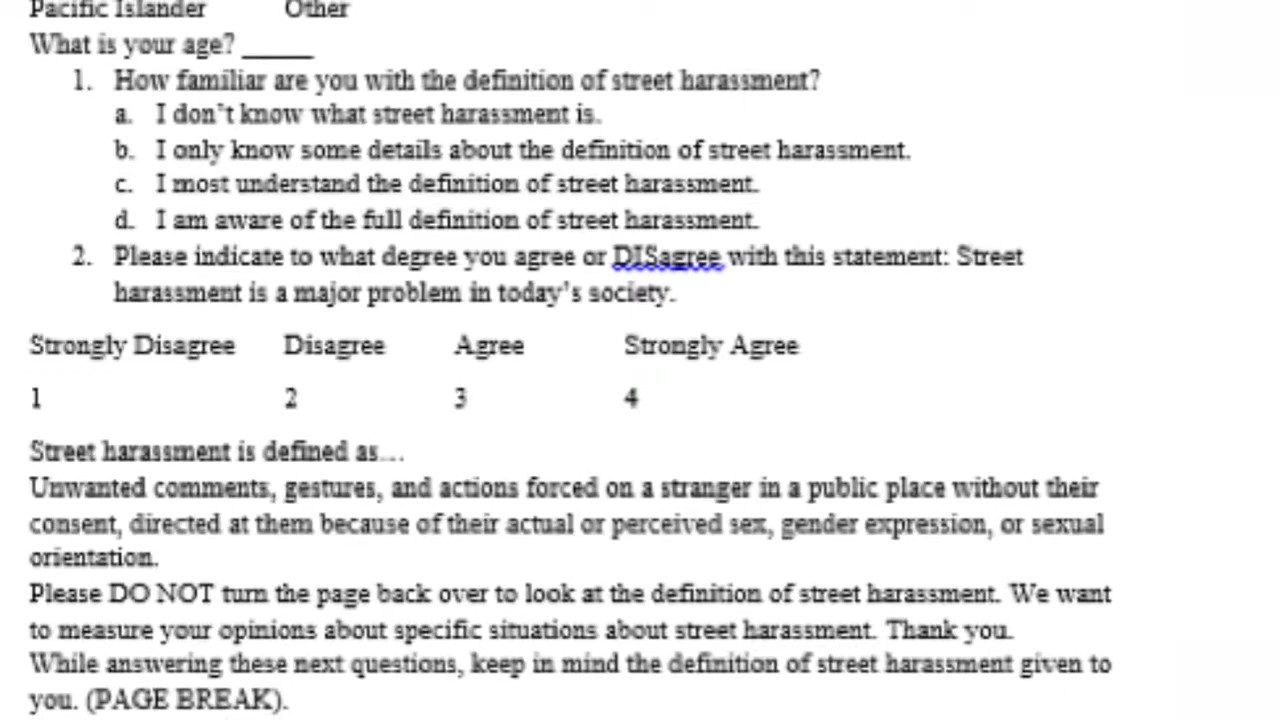 Pacific Islander Other
What is your age? _____
1. How familiar are you with the definition of street harassment?
a. I don't know what street harassment is.
b. I only know some details about the definition of street harassment.
c. I most understand the definition of street harassment.
d. I am aware of the full definition of street harassment.
2. Please indicate to what degree you agree or DISagree with this statement: Street
harassment is a major problem in today's society.
Strongly Disagree Disagree Agree Strongly Agree
1 2 3 4
Street harassment is defined as…
Unwanted comments, gestures, and actions forced on a stranger in a public place without their
consent, directed at them because of their actual or perceived sex, gender expression, or sexual
orientation.
Please DO NOT turn the page back over to look at the definition of street harassment. We want
to measure your opinions about specific situations about street harassment. Thank you.
While answering these next questions, keep in mind the definition of street harassment given to
you. (PAGE BREAK).